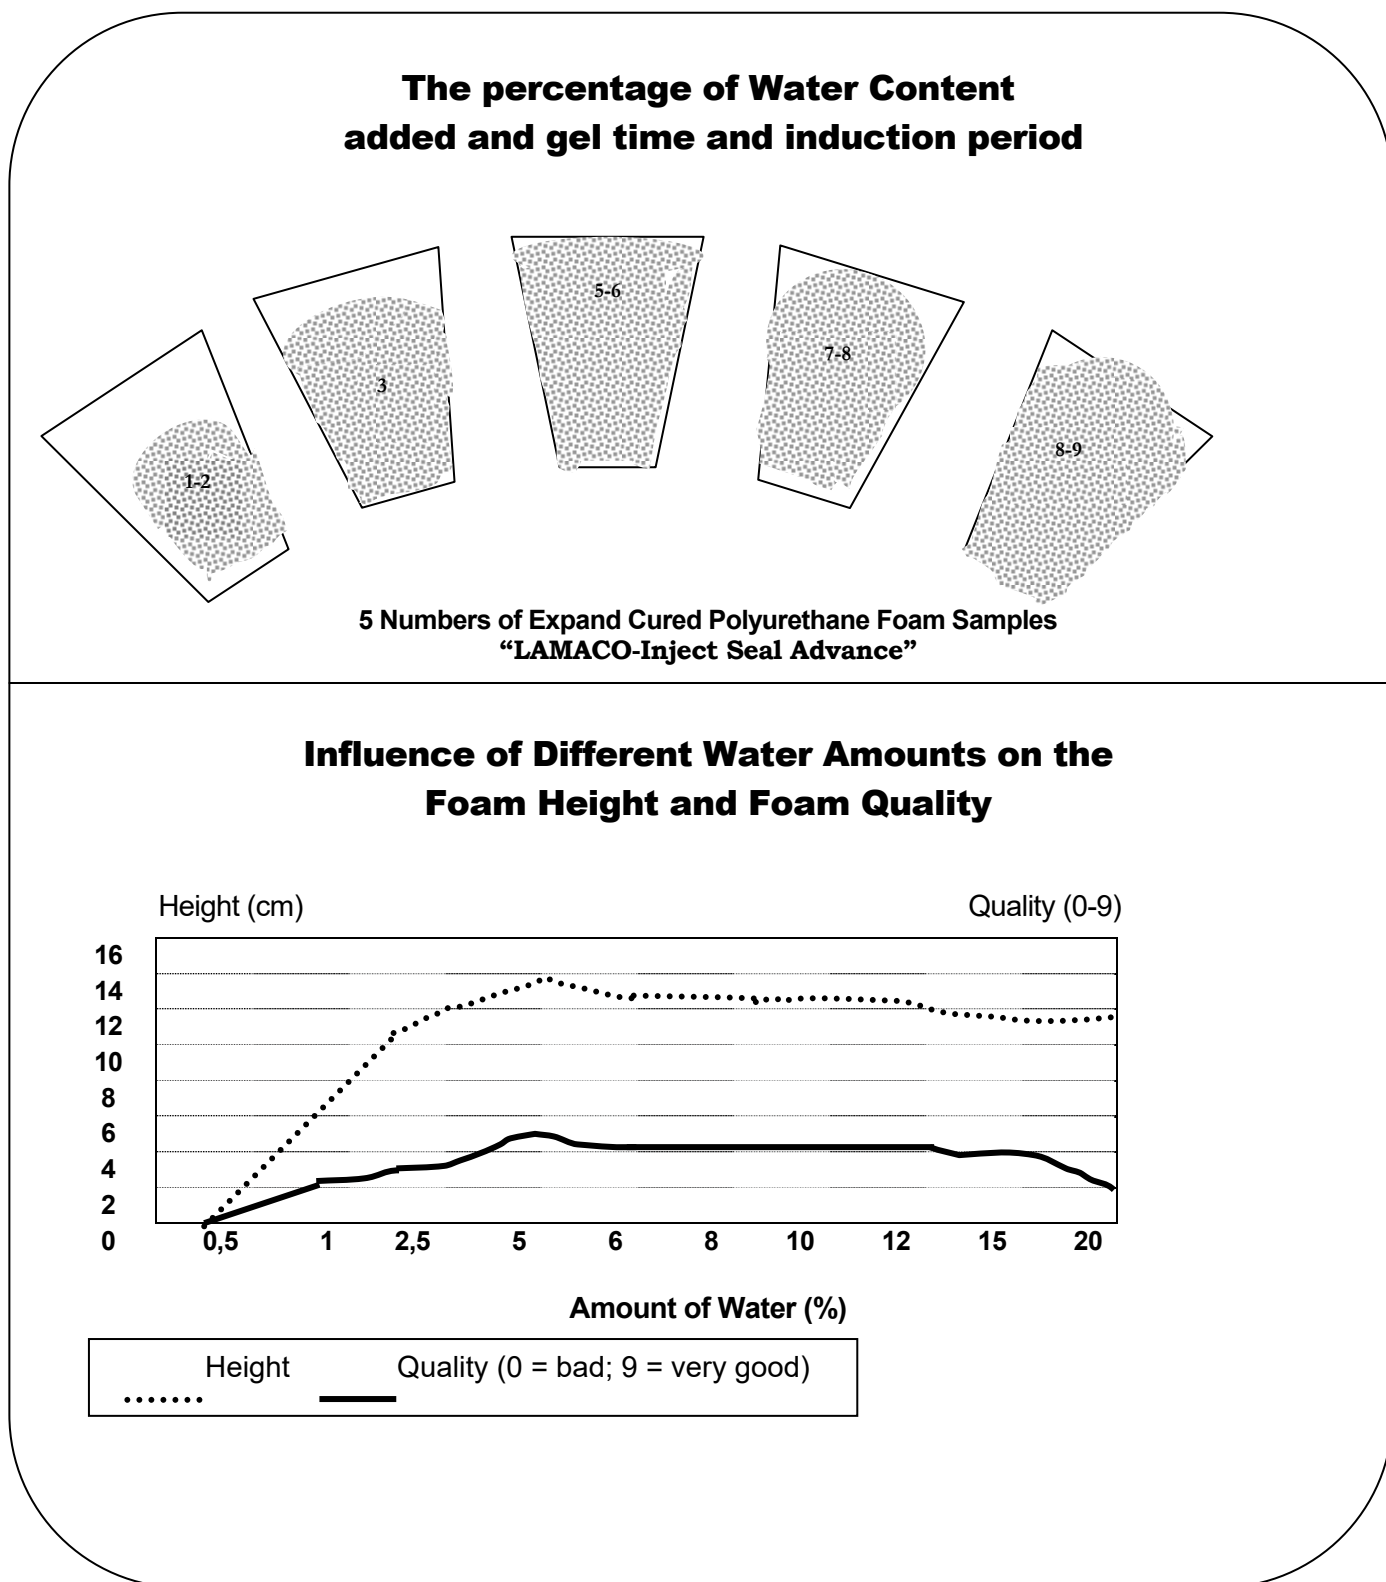 The percentage of Water Content
added and gel time and induction period
1-2
3
5-6
7-8
8-9
5 Numbers of Expand Cured Polyurethane Foam Samples
“LAMACO-Inject Seal Advance”
Influence of Different Water Amounts on the
Foam Height and Foam Quality
Height (cm) Quality (0-9)
16
14
12
10
8
6
4
2
0 0,5 1 2,5 5 6 8 10 12 15 20
Amount of Water (%)
Height Quality (0 = bad; 9 = very good)